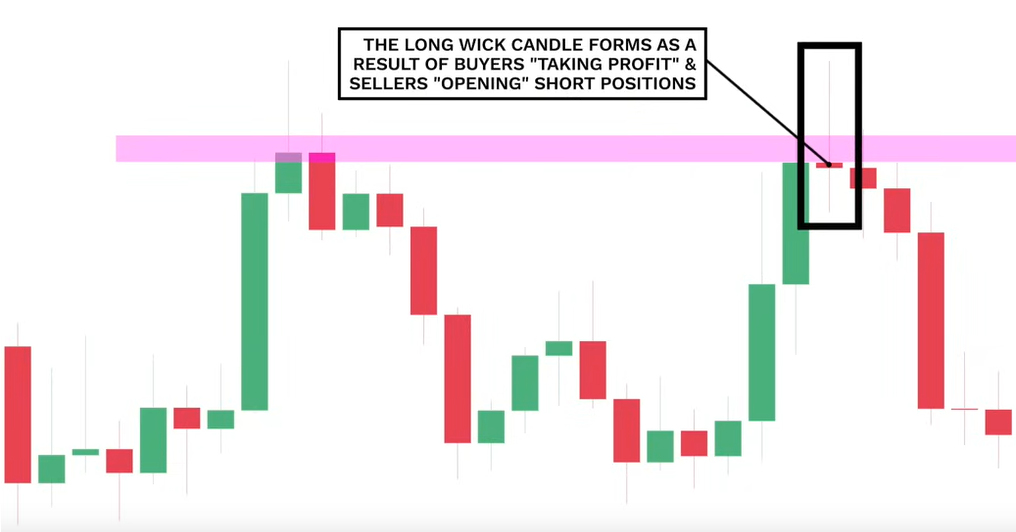 THE LONG WICK CANDLE FORMS AS A
RESULT OF BUYERS "TAKING PROFIT" &
SELLERS "OPENING" SHORT POSITIONS